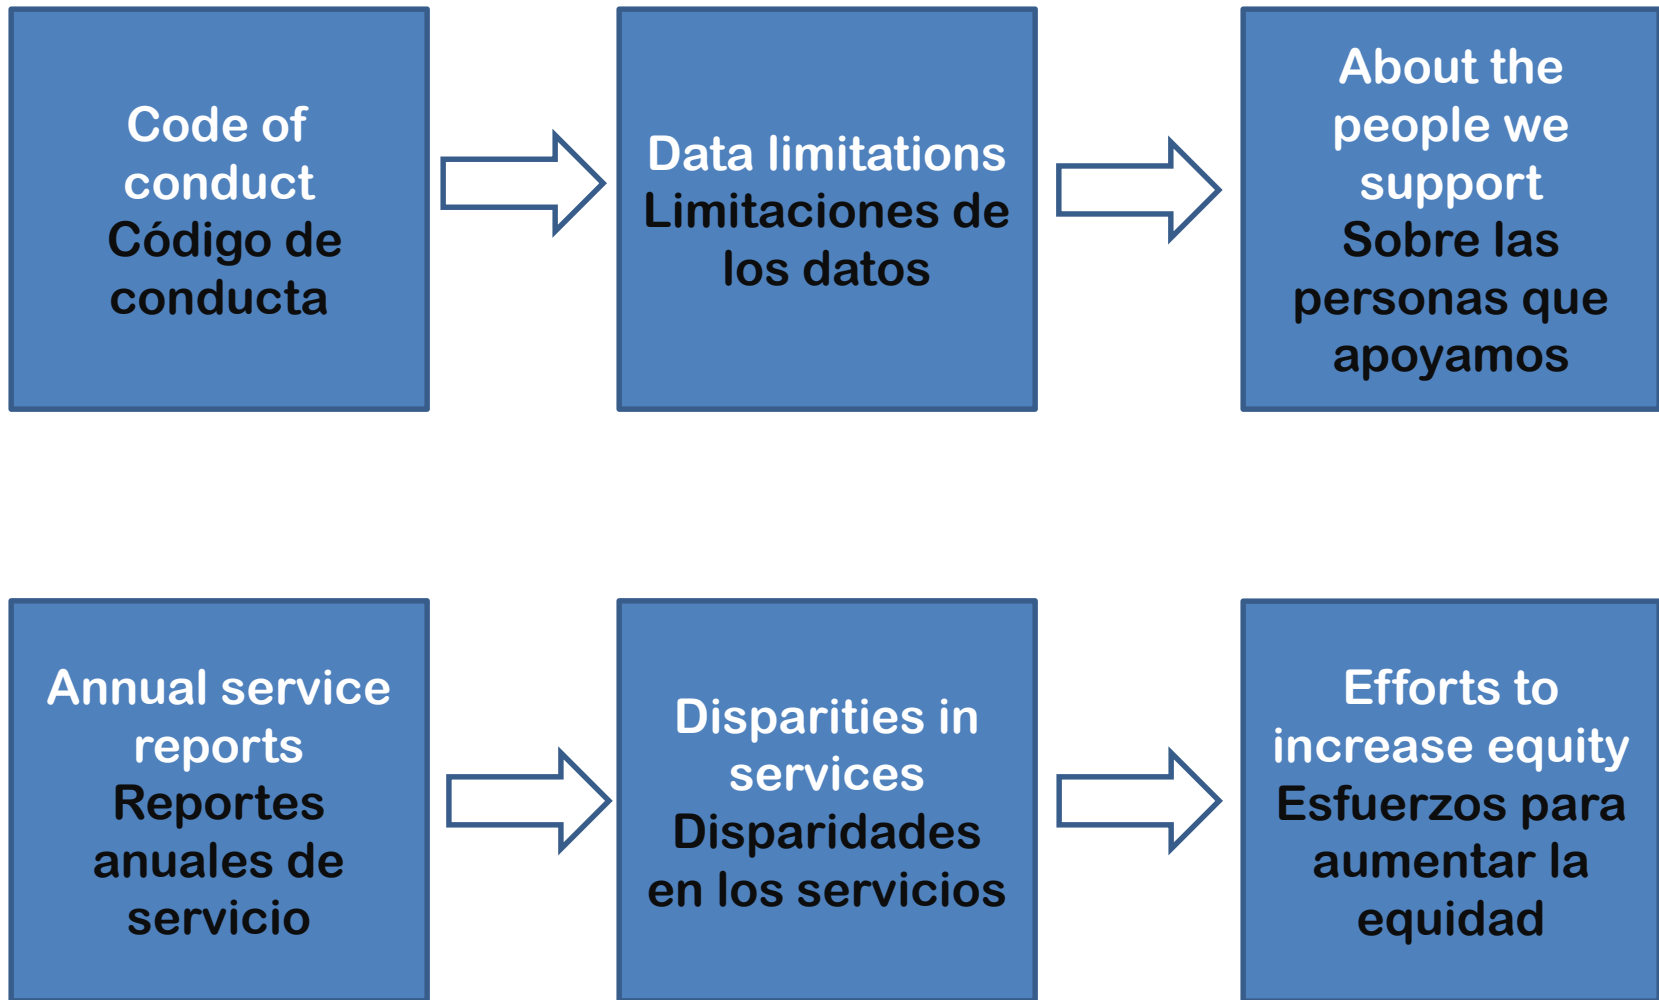 Code of
conduct
Código de
conducta
Data limitations
Limitaciones de
los datos
About the
people we
support
Sobre las
personas que
apoyamos
Annual service
reports
Reportes
anuales de
servicio
Disparities in
services
Disparidades
en los servicios
Efforts to
increase equity
Esfuerzos para
aumentar la
equidad